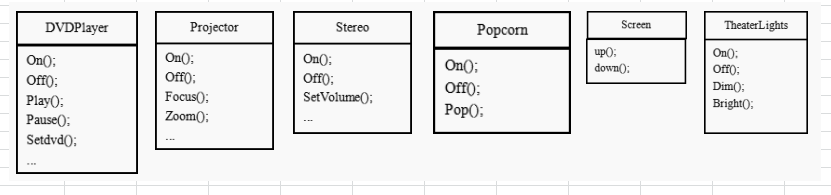 DVDPlayer
On();
Off();
Play();
Pause();
Setdvd();
...
Projector
On();
Off();
Focus();
Zoom();
...
Stereo
On();
Off();
SetVolume();
...
Popcorn
On();
Off();
Pop();
Screen
up();
down();
TheaterLights
On();
Off();
Dim();
Bright();